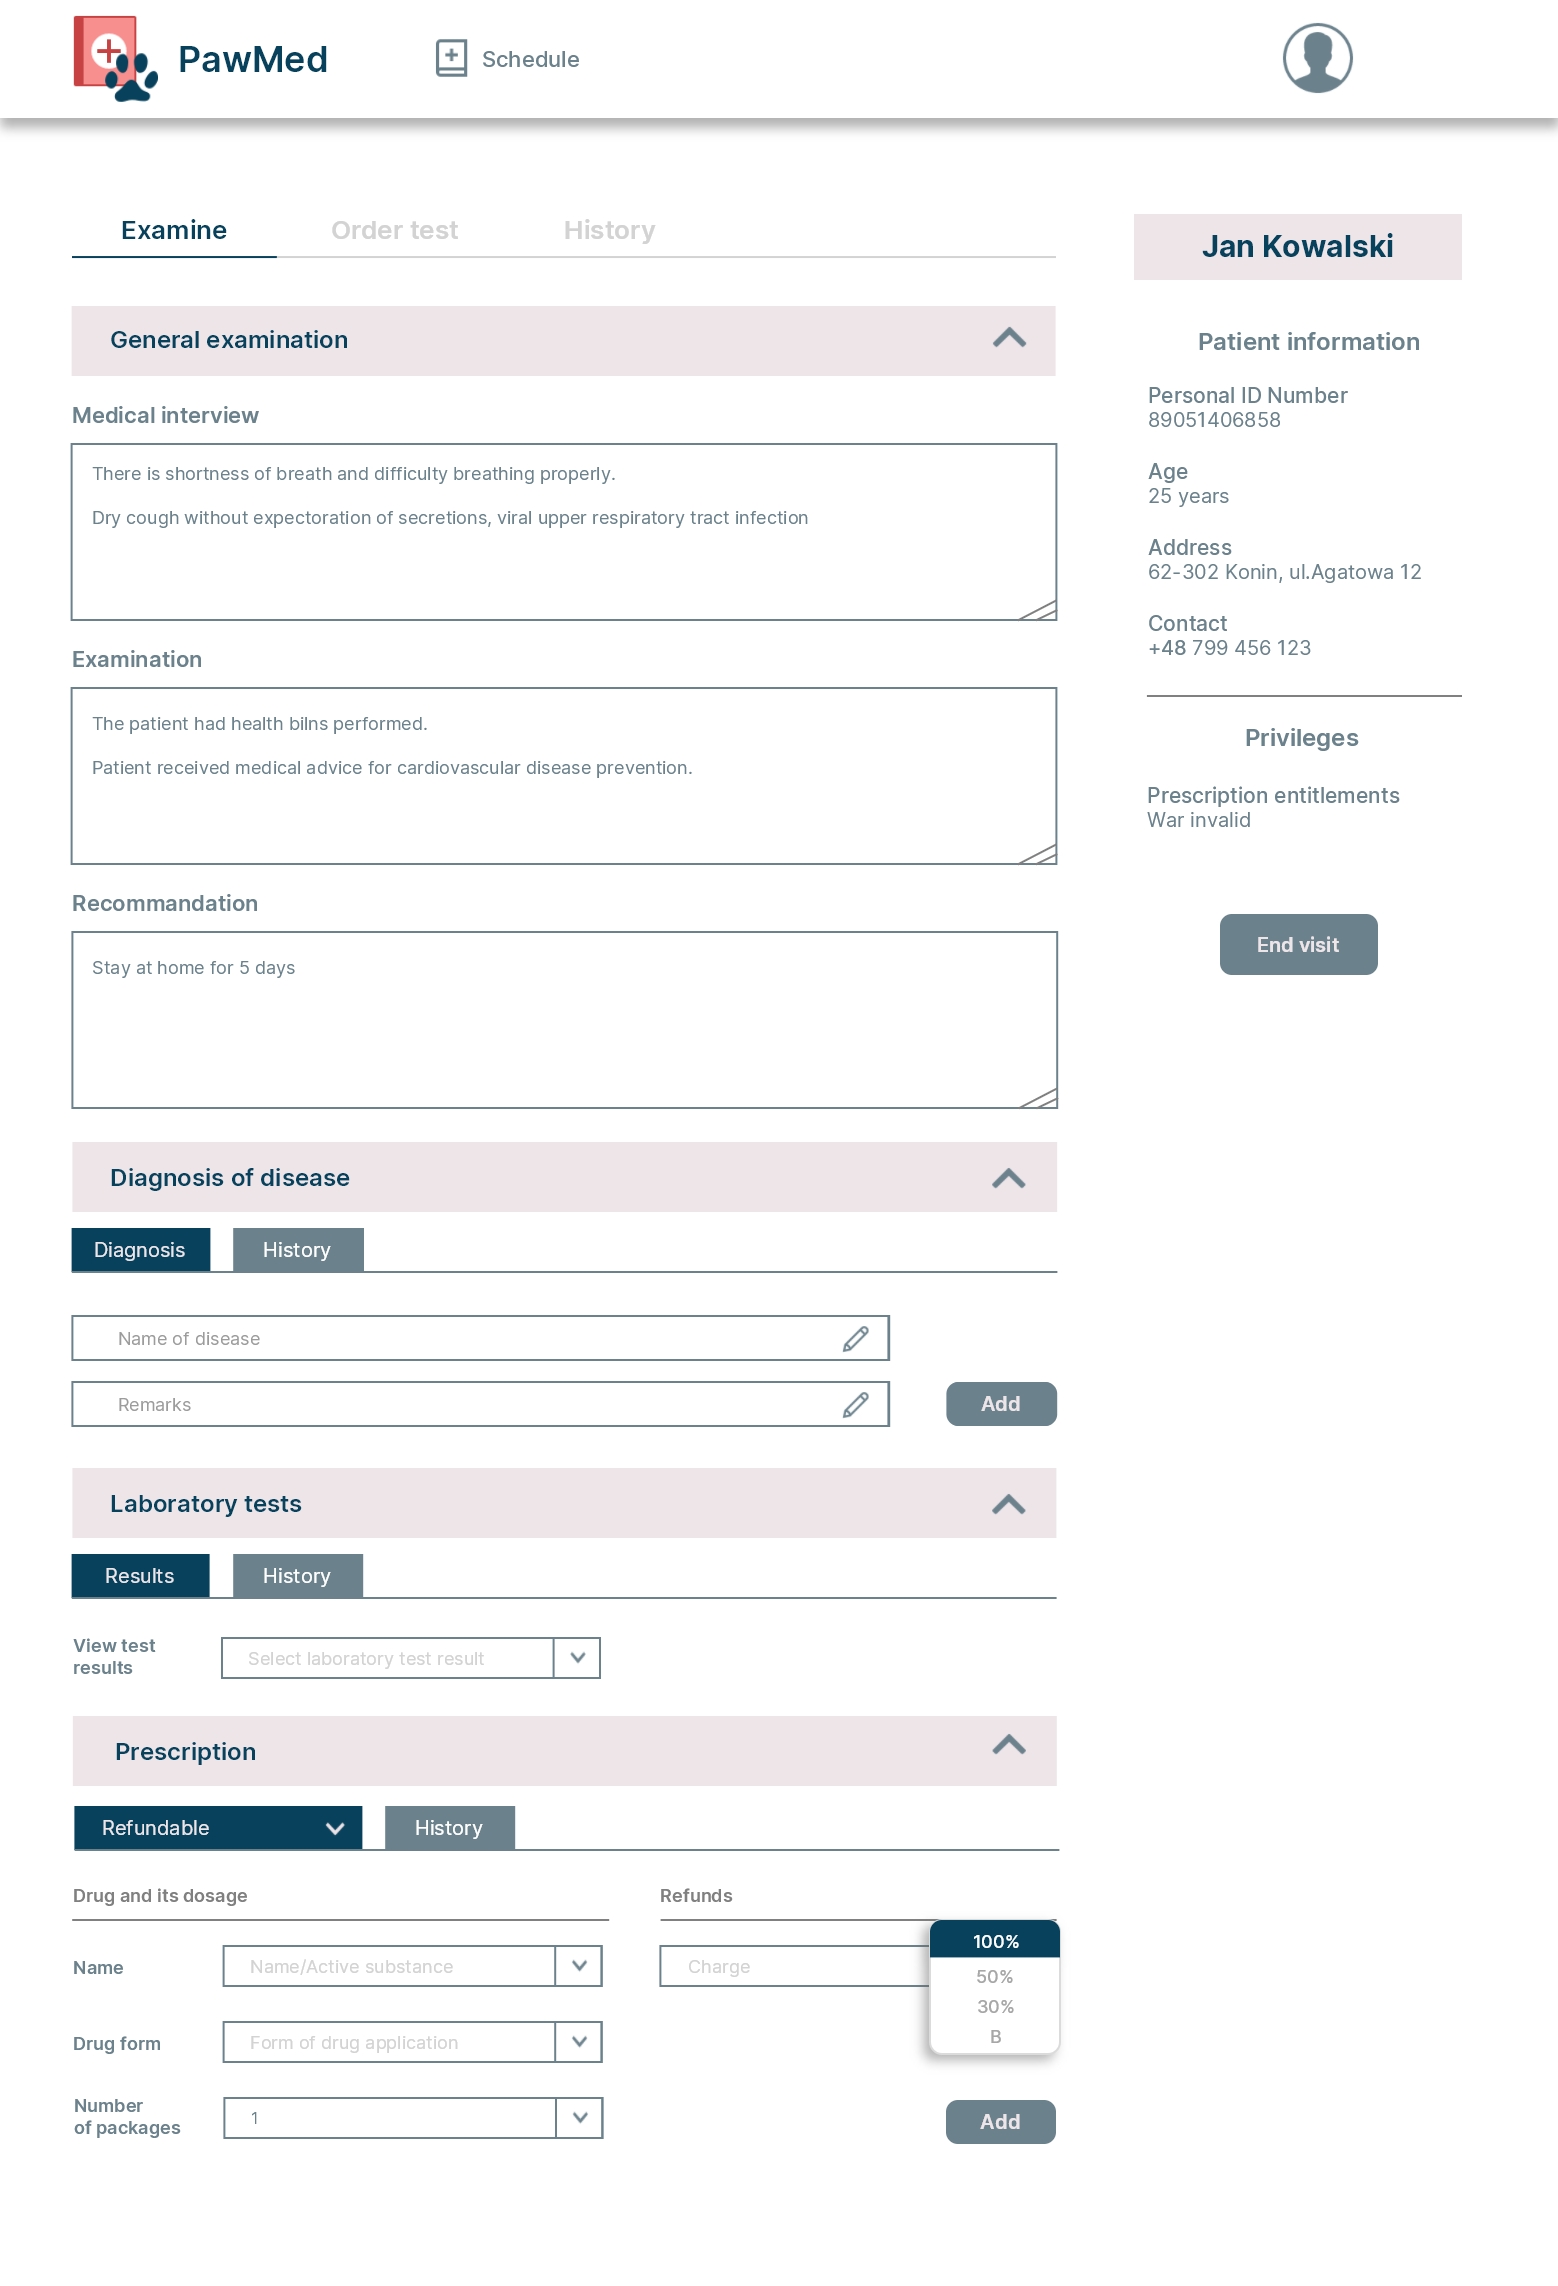 PawMed
Schedule
Examine
Order test
History
General examination
Medical interview
There is shortness of breath and difficulty breathing properly.
Dry cough without expectoration of secretions, viral upper respiratory tract infection
Examination
The patient had health bilns performed.
Patient received medical advice for cardiovascular disease prevention.
Recommandation
Stay at home for 5 days
Diagnosis of disease
Diagnosis
History
Name of disease
Remarks
Add
Laboratory tests
Results
History
View test
results
Select laboratory test result
Prescription
Refundable
History
Drug and its dosage
Name
Name/Active substance
Drug form
Form of drug application
Number
of packages
1
Refunds
Charge
100%
50%
30%
B
Add
Jan Kowalski
Patient information
Personal ID Number
89051406858
Age
25 years
Address
62-302 Konin, ul.Agatowa 12
Contact
+48 799 456 123
Privileges
Prescription entitlements
War invalid
End visit